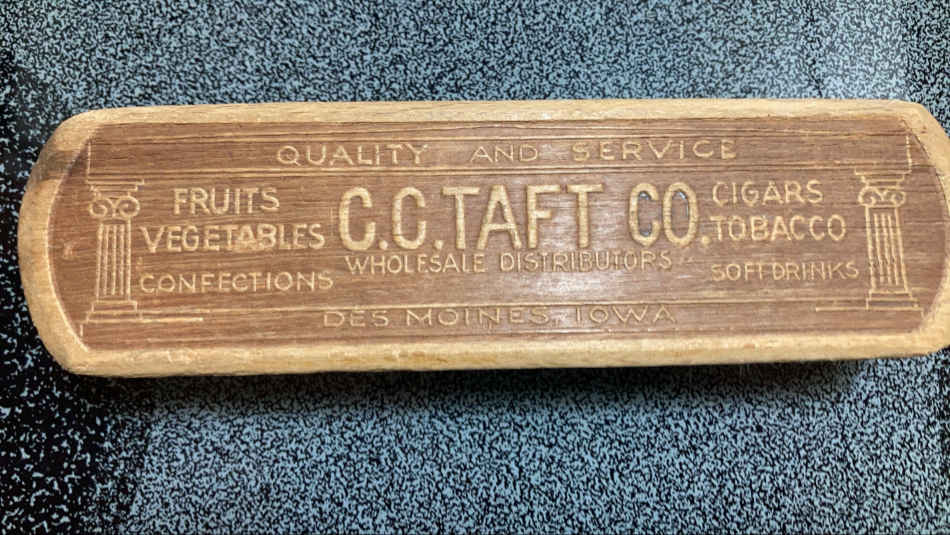 QUALITY AND SERVICE
FRUITS
VEGETABLES
CONFECTIONS
C.C. TAFT CO.
WHOLESALE DISTRIBUTORS
CIGARS
TOBACCO
SOFT DRINKS
DES MOINES, IOWA